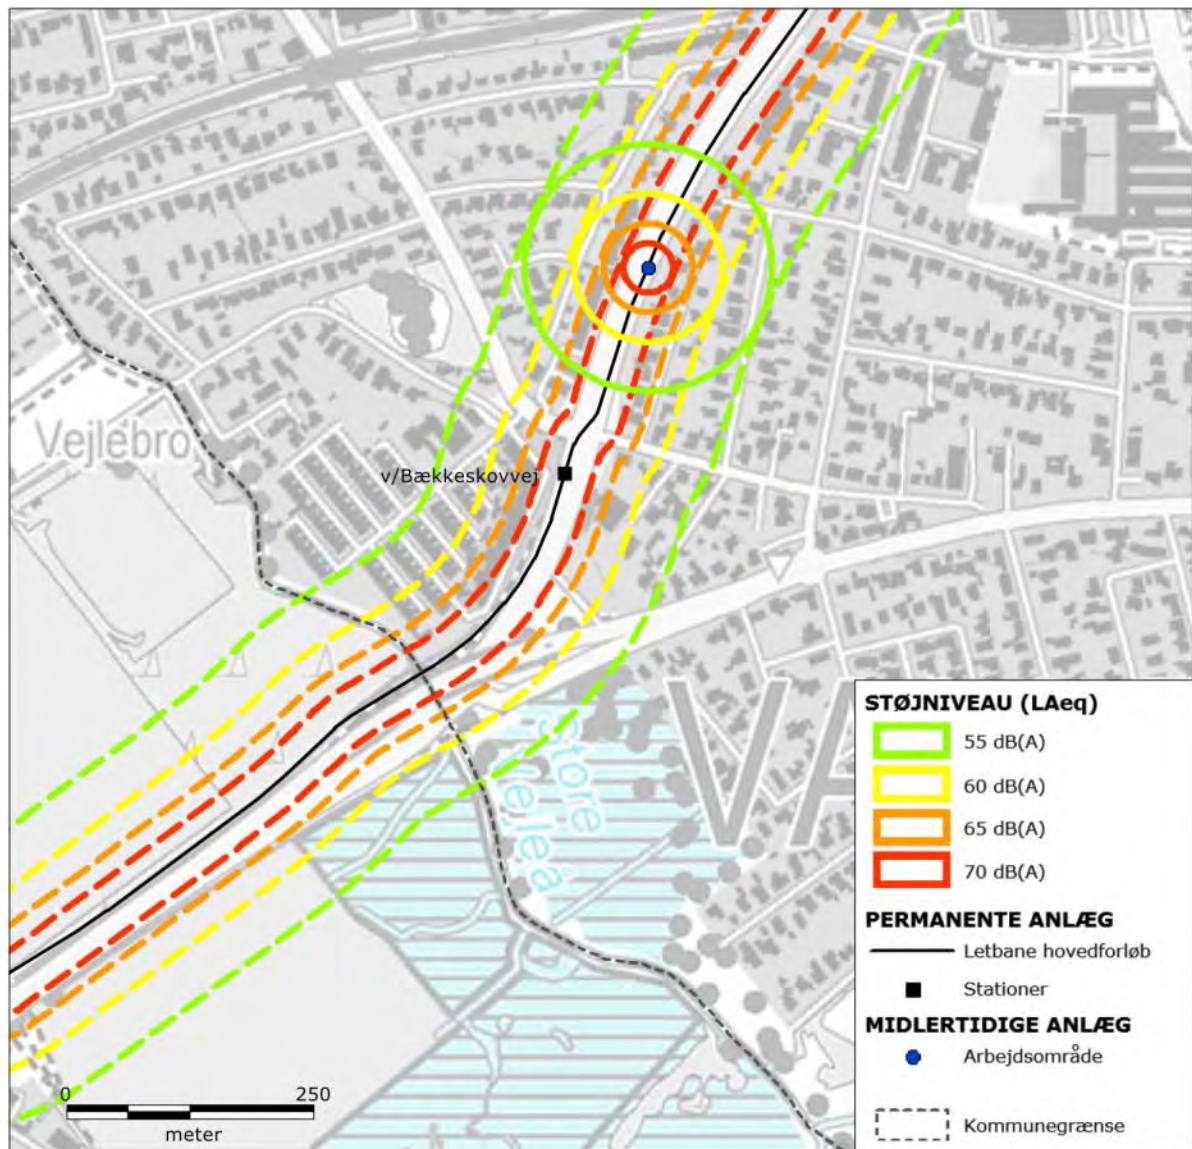 Vejlebro
v/Bækkeskovvej
Store
Vejleå
VA
STØJNIVEAU (LAeq)
55 dB(A)
60 dB(A)
65 dB(A)
70 dB(A)
PERMANENTE ANLÆG
Letbane hovedforløb
Stationer
MIDLERTIDIGE ANLÆG
Arbejdsområde
Kommunegrænse
0 250
meter